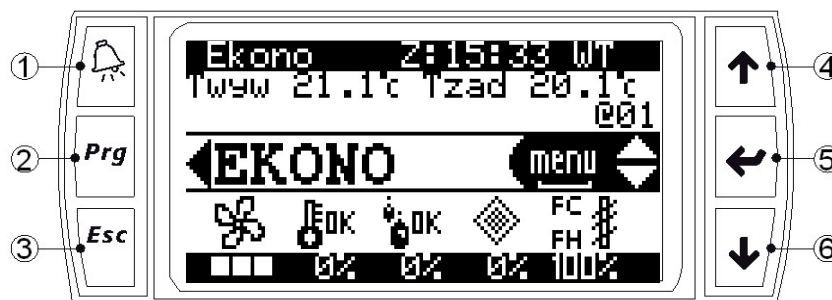 1
2
3
Prg
Esc
Ekono Z:15:33 WT
Twyw 21.1°c Tzad 20.1°c
@01
EKONO menu
OK OK FC
FH
0% 0% 0% 100%
4
5
6